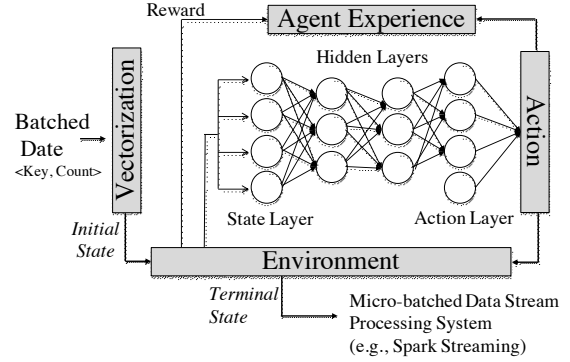 Reward
Agent Experience
Hidden Layers
Vectorization
Batched
Date
<Key, Count>
Action
State Layer
Action Layer
Initial
State
Environment
Terminal
State
Micro-batched Data Stream
Processing System
(e.g., Spark Streaming)